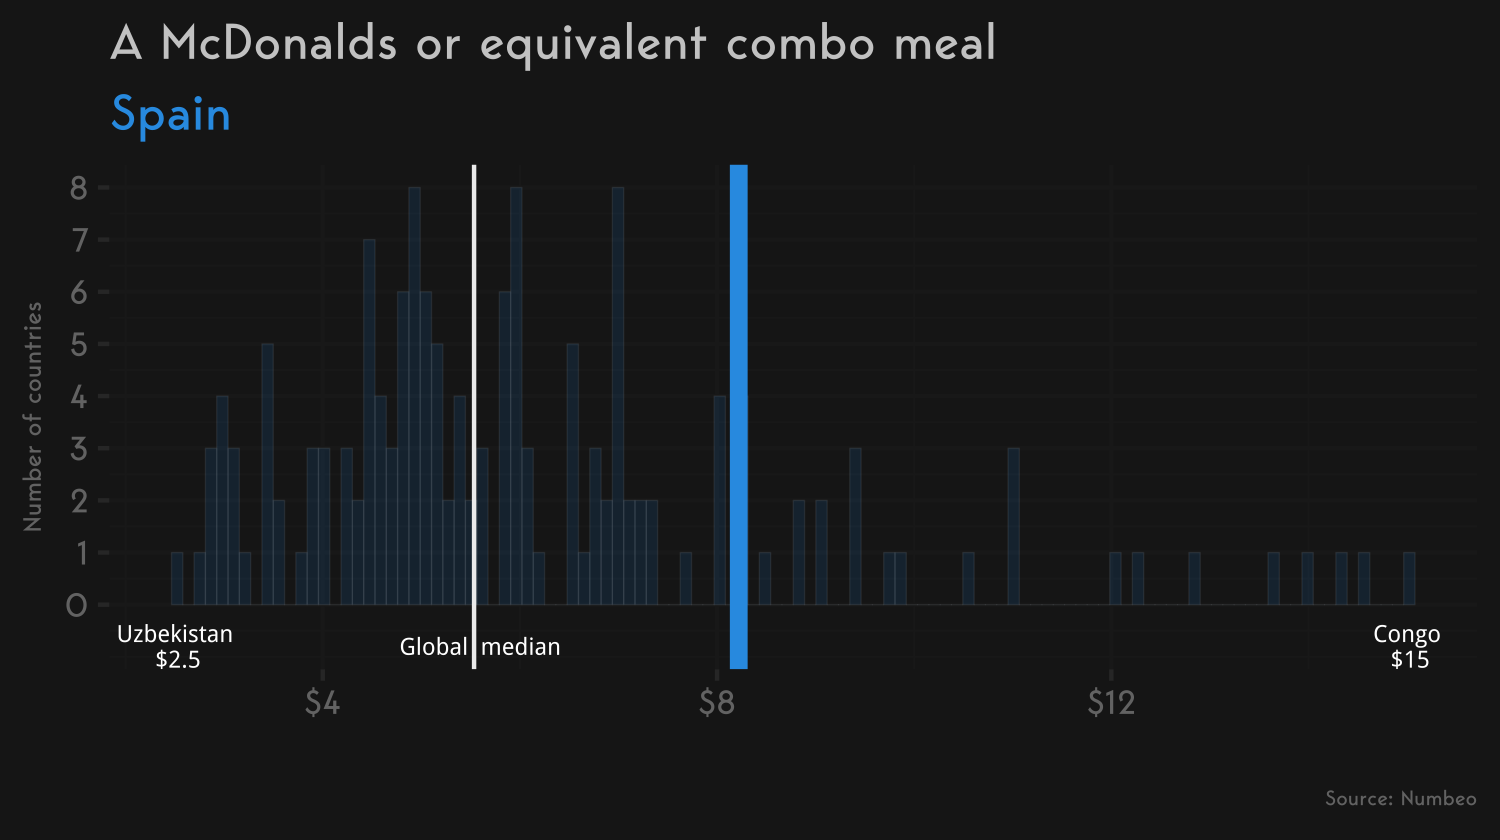 A McDonalds or equivalent combo meal
Spain
Number of countries
8
7
6
5
4
3
2
1
0
Uzbekistan
$2.5
Global median
Congo
$15
$4
$8
$12
Source: Numbeo